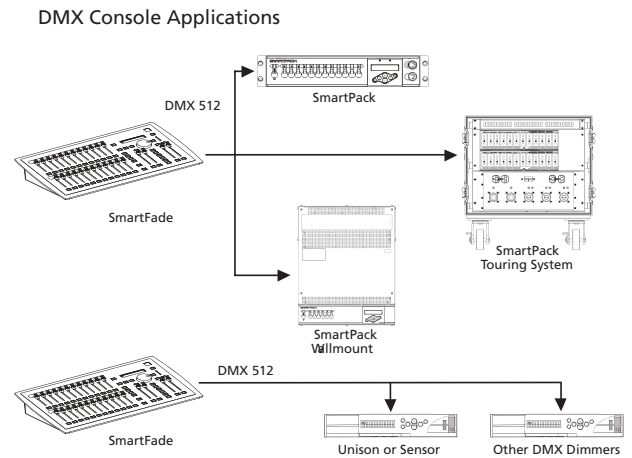 DMX Console Applications
DMX 512
SmartPack
SmartFade
SmartPack
Touring System
SmartPack
Wallmount
DMX 512
SmartFade
Unison or Sensor
Other DMX Dimmers